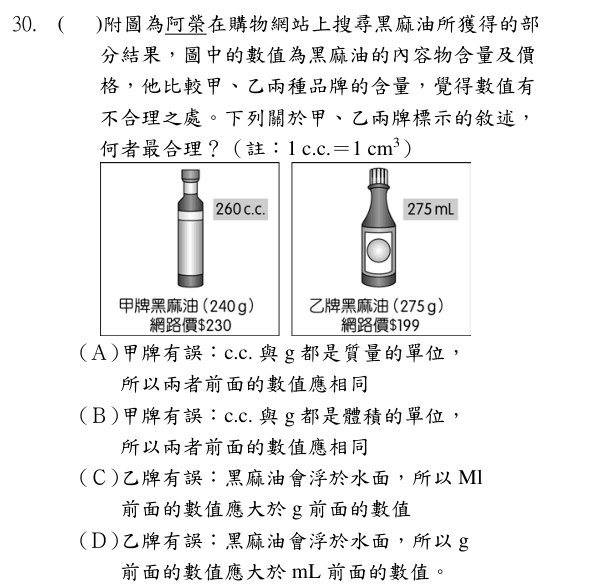 30. (　　)附圖為阿榮在購物網站上搜尋黑麻油所獲得的部
分結果，圖中的數值為黑麻油的內容物含量及價
格，他比較甲、乙兩種品牌的含量，覺得數值有
不合理之處。下列關於甲、乙兩牌標示的敘述，
何者最合理？（註：1 c.c.＝1 cm³）
260 c.c.
甲牌黑麻油（240 g）
網路價$230
275 mL
乙牌黑麻油（275 g）
網路價$199
(Ａ)甲牌有誤：c.c. 與 g 都是質量的單位，
所以兩者前面的數值應相同
(Ｂ)甲牌有誤：c.c. 與 g 都是體積的單位，
所以兩者前面的數值應相同
(Ｃ)乙牌有誤：黑麻油會浮於水面，所以 Ml
前面的數值應大於 g 前面的數值
(Ｄ)乙牌有誤：黑麻油會浮於水面，所以 g
前面的數值應大於 mL 前面的數值。